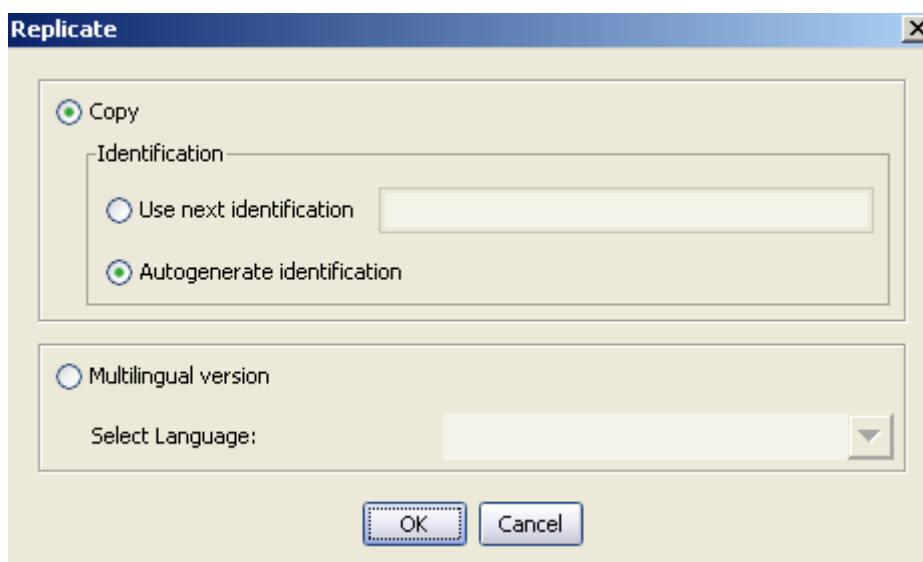 Replicate
Copy
Identification
Use next identification
Autogenerate identification
Multilingual version
Select Language:
OK Cancel